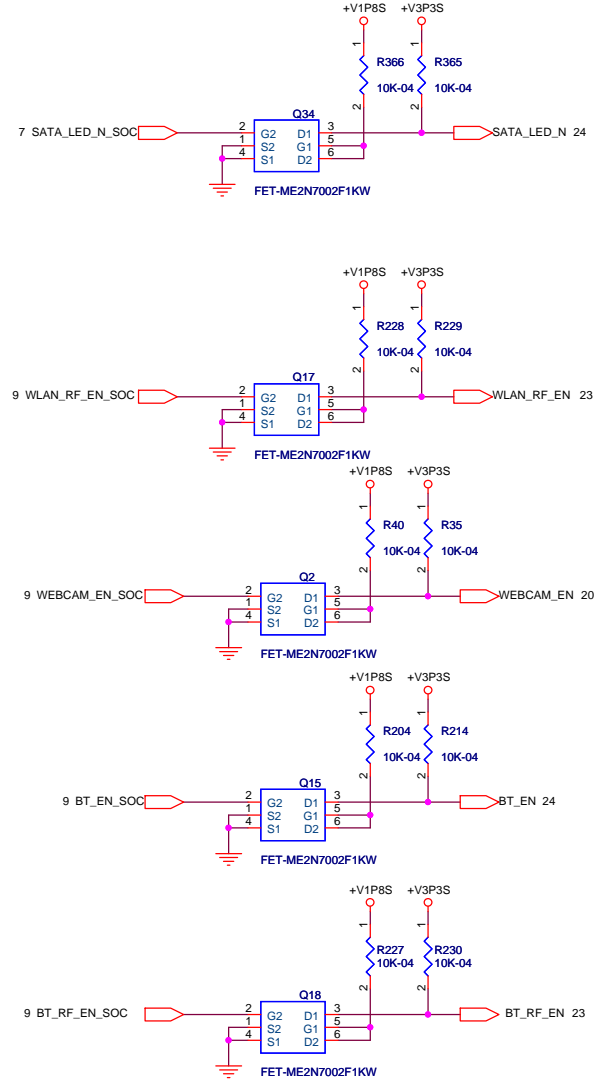 +V1P8S +V3P3S
1 1
R366 R365
10K-04 10K-04
2 2
Q34
7 SATA_LED_N_SOC 2 G2 D1 3 SATA_LED_N 24
1 S2 G1 5
4 S1 D2 6
FET-ME2N7002F1KW
+V1P8S +V3P3S
1 1
R228 R229
10K-04 10K-04
2 2
Q17
9 WLAN_RF_EN_SOC 2 G2 D1 3 WLAN_RF_EN 23
1 S2 G1 5
4 S1 D2 6
FET-ME2N7002F1KW
+V1P8S +V3P3S
1 1
R40 R35
10K-04 10K-04
2 2
Q2
9 WEBCAM_EN_SOC 2 G2 D1 3 WEBCAM_EN 20
1 S2 G1 5
4 S1 D2 6
FET-ME2N7002F1KW
+V1P8S +V3P3S
1 1
R204 R214
10K-04 10K-04
2 2
Q15
9 BT_EN_SOC 2 G2 D1 3 BT_EN 24
1 S2 G1 5
4 S1 D2 6
FET-ME2N7002F1KW
+V1P8S +V3P3S
1 1
R227 R230
10K-04 10K-04
2 2
Q18
9 BT_RF_EN_SOC 2 G2 D1 3 BT_RF_EN 23
1 S2 G1 5
4 S1 D2 6
FET-ME2N7002F1KW